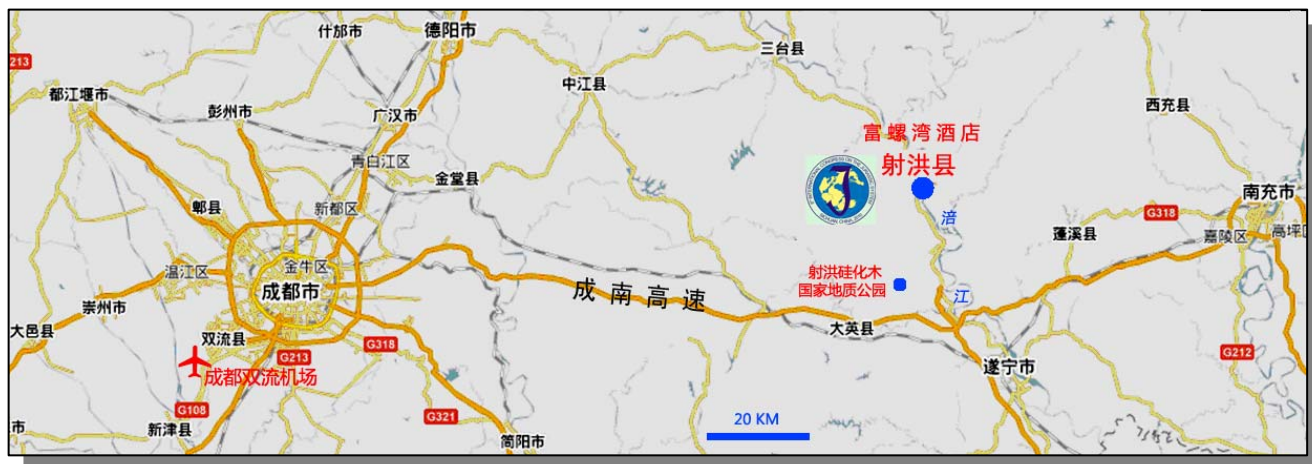 什邡市
德阳市
三台县
G213
中江县
都江堰市
彭州市
广汉市
西充县
富螺湾酒店
射洪县
青白江区
金堂县
南充市
郫县
新都区
涪
G318
蓬溪县
嘉陵区
高坪
温江区
金牛区
成都市
射洪硅化木
国家地质公园
成南高速
江
崇州市
大邑县
双流县
大英县
G318
G213
G212
成都双流机场
遂宁市
G108
G321
20 KM
市
新津县
简阳市
J